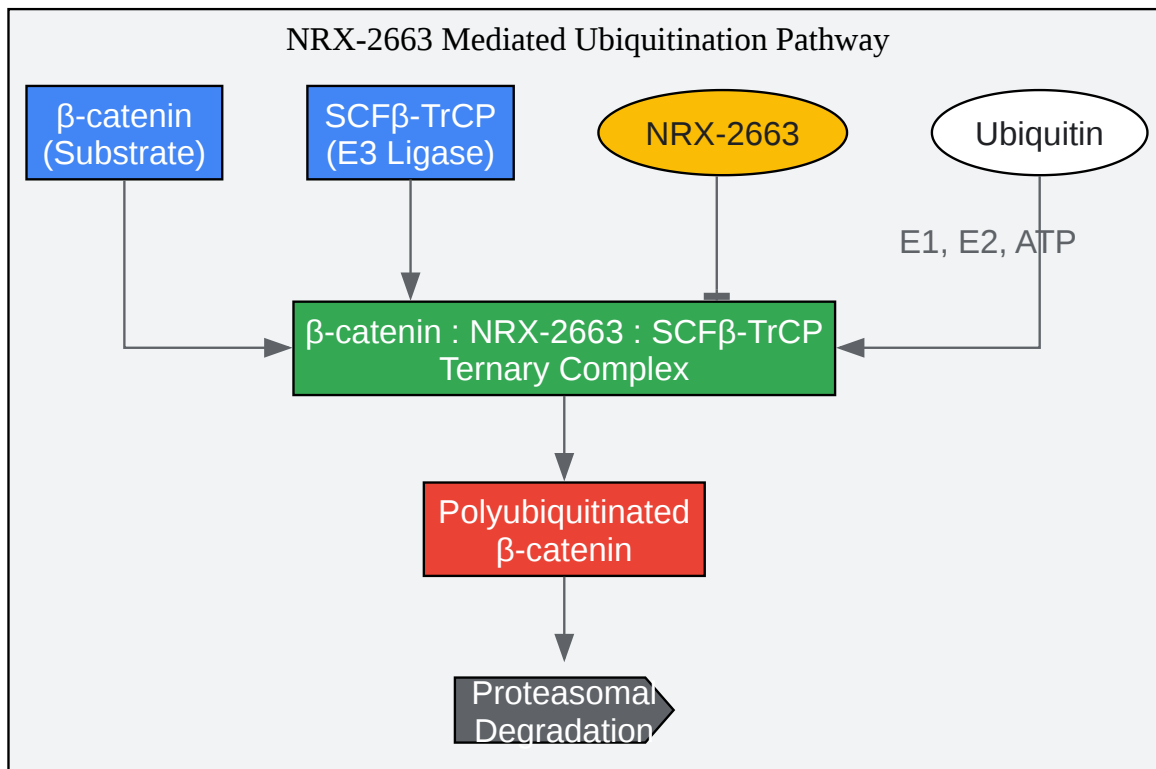 NRX-2663 Mediated Ubiquitination Pathway
β-catenin
(Substrate)
SCFβ-TrCP
(E3 Ligase)
NRX-2663
Ubiquitin
E1, E2, ATP
β-catenin : NRX-2663 : SCFβ-TrCP
Ternary Complex
Polyubiquitinated
β-catenin
Proteasomal
Degradation